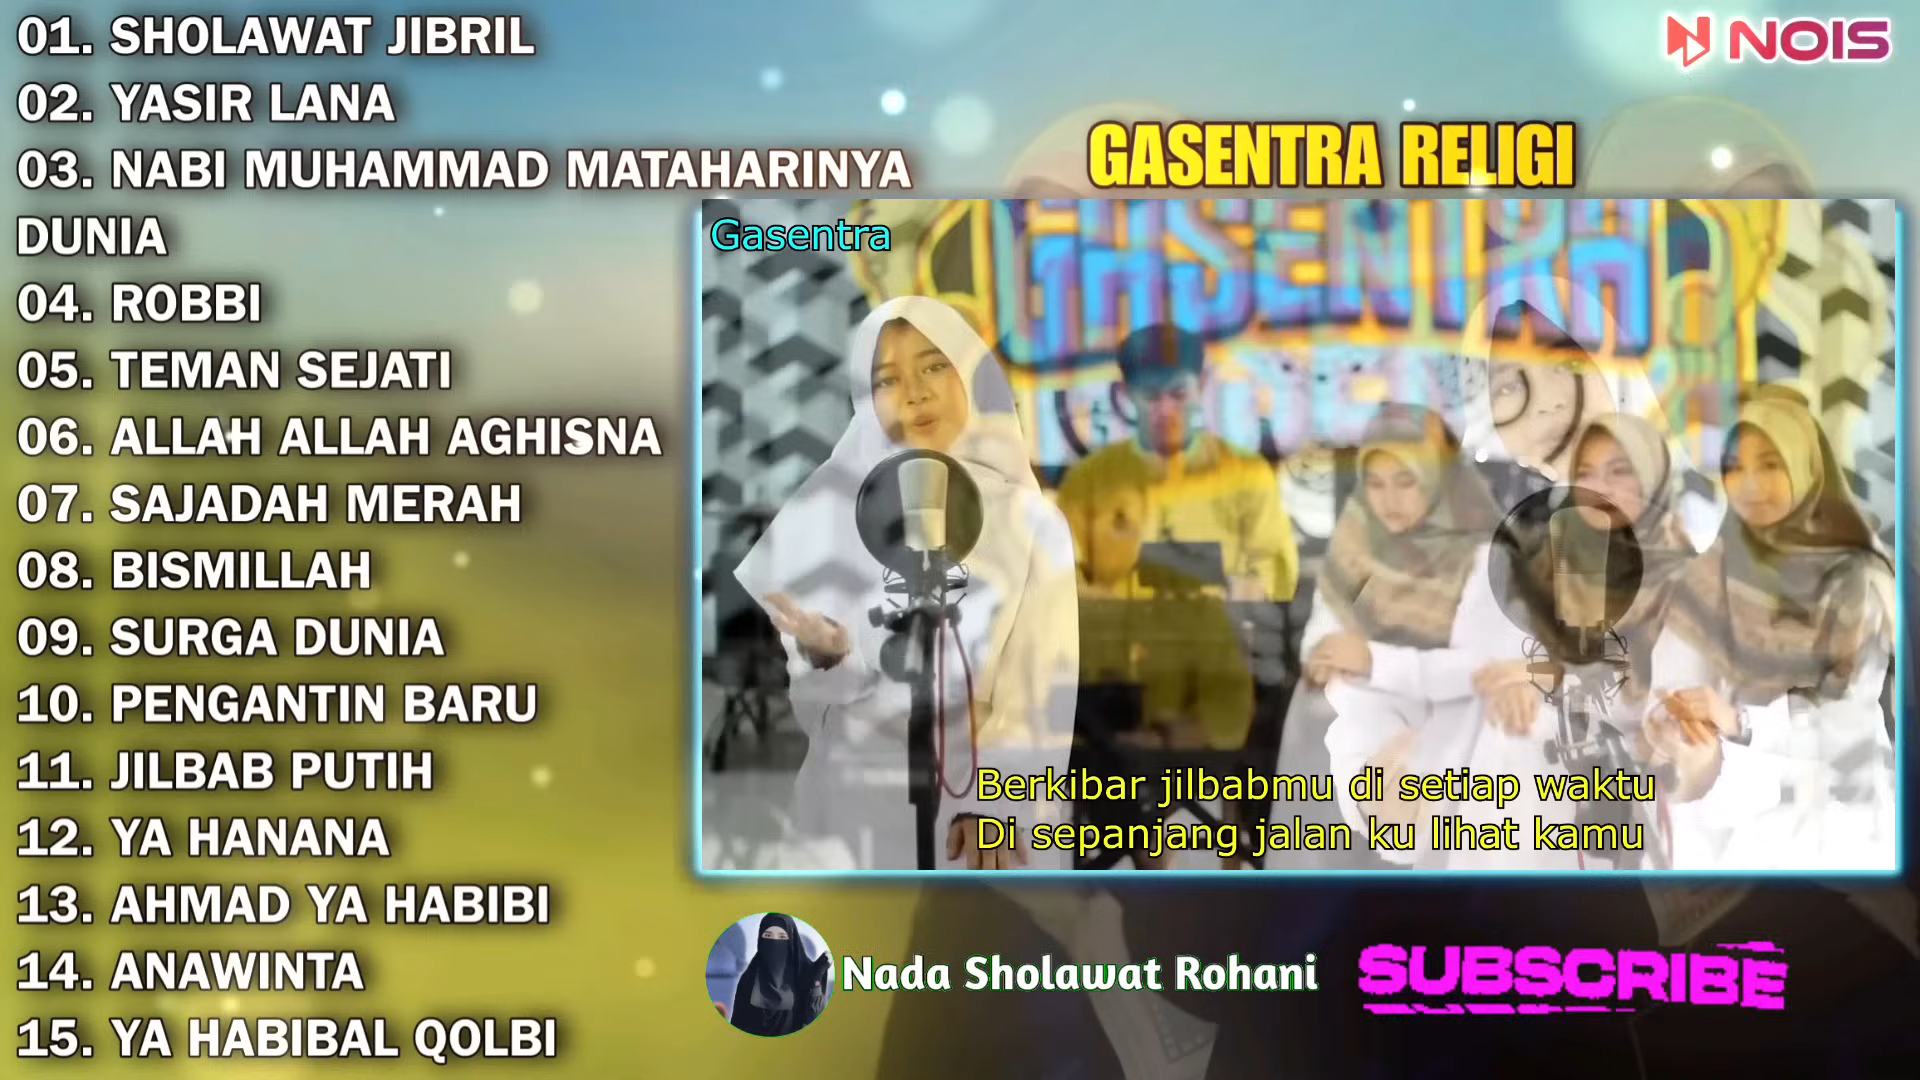 01. SHOLAWAT JIBRIL
02. YASIR LANA
03. NABI MUHAMMAD MATAHARINYA
DUNIA
04. ROBBI
05. TEMAN SEJATI
06. ALLAH ALLAH AGHISNA
07. SAJADAH MERAH
08. BISMILLAH
09. SURGA DUNIA
10. PENGANTIN BARU
11. JILBAB PUTIH
12. YA HANANA
13. AHMAD YA HABIBI
14. ANAWINTA
15. YA HABIBAL QOLBI
NOIS
GASENTRA RELIGI
Gasentra
GASENTRA
Berkibar jilbabmu di setiap waktu
Di sepanjang jalan ku lihat kamu
Nada Sholawat Rohani
SUBSCRIBE